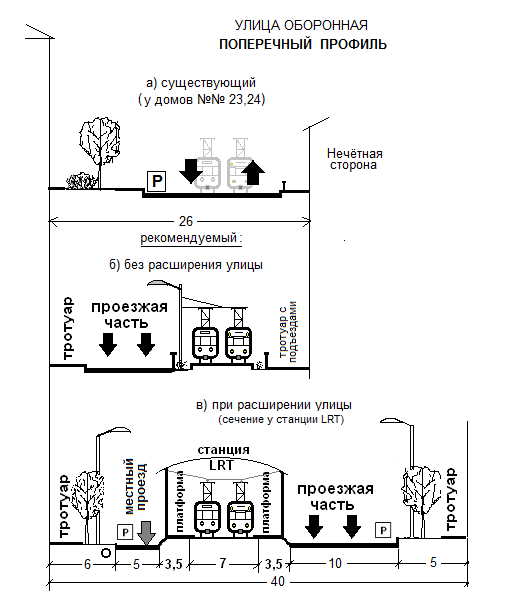 УЛИЦА ОБОРОННАЯ
ПОПЕРЕЧНЫЙ ПРОФИЛЬ
а) существующий
(у домов №№ 23,24)
Нечётная
сторона
P
26
рекомендуемый:
б) без расширения улицы
тротуар
проезжая
часть
тротуар с
подъездами
в) при расширении улицы
(сечение у станции LRT)
тротуар
местный
проезд
P
станция
LRT
платформа
платформа
проезжая
часть
P
тротуар
6
5
3,5
7
3,5
10
5
40